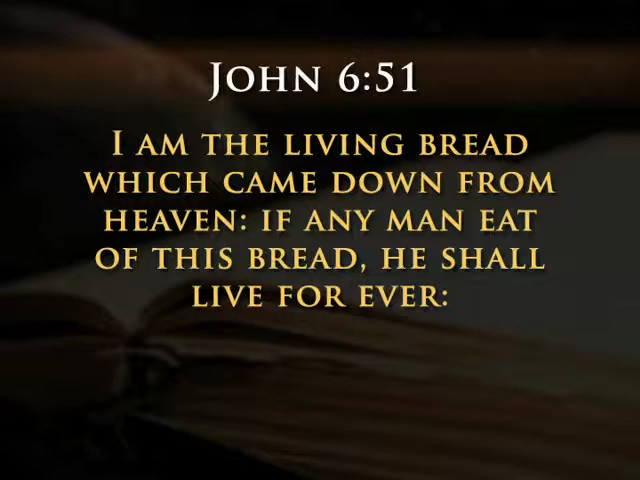 John 6:51
I am the living bread
which came down from
heaven: if any man eat
of this bread, he shall
live for ever: